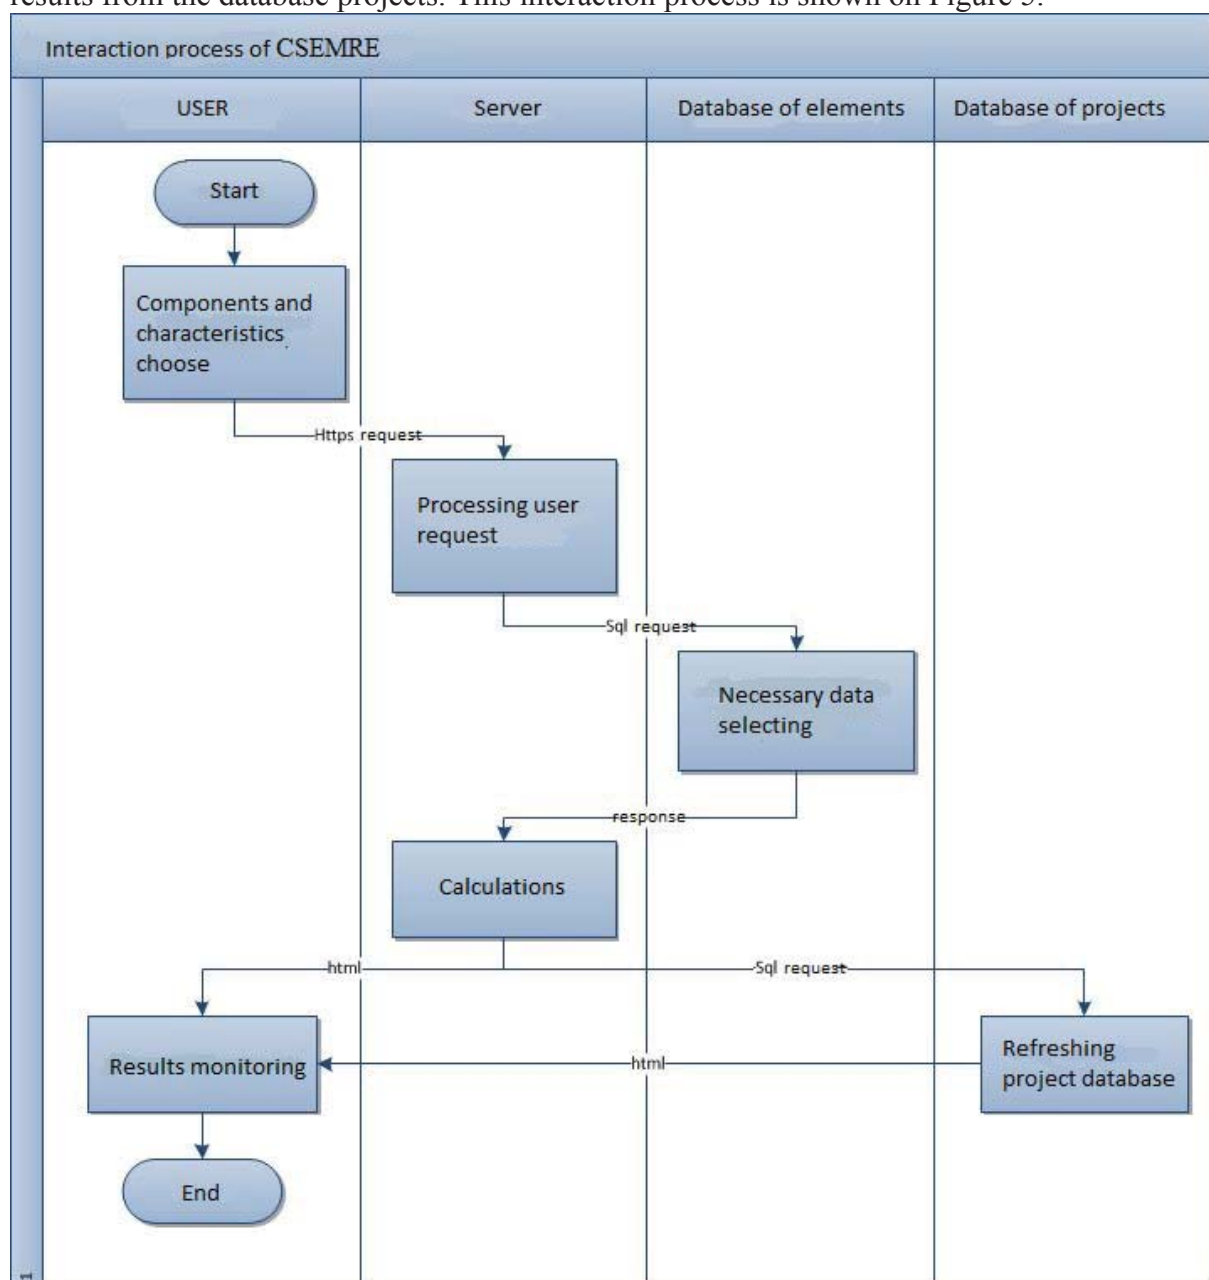 results from the database projects. This interaction process is shown on Figure 5.
Interaction process of CSEMRE
USER
Server
Database of elements
Database of projects
Start
Components and
characteristics
choose
Https request
Processing user
request
Sql request
Necessary data
selecting
response
Calculations
html
Sql request
Results monitoring
html
Refreshing
project database
End
1